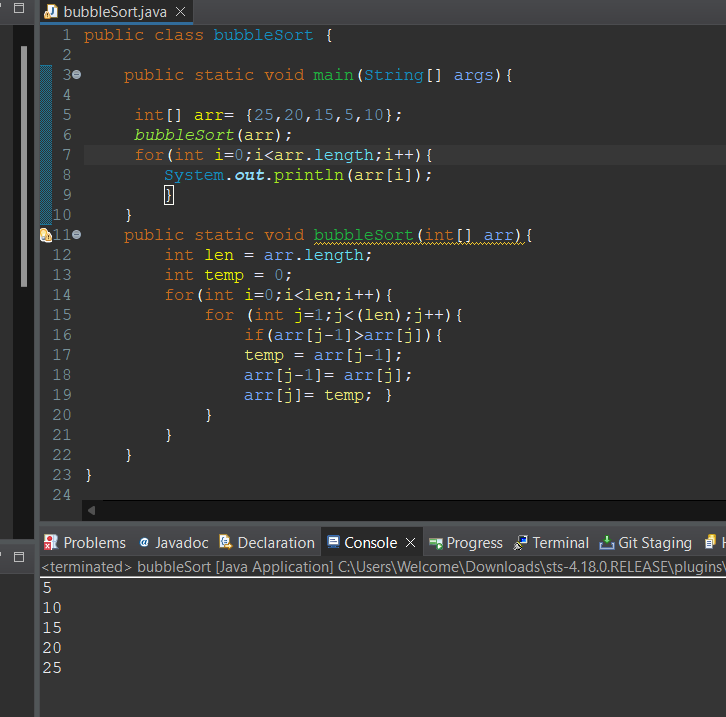 bubbleSort.java
1 public class bubbleSort {
2
3 public static void main(String[] args){
4
5 int[] arr= {25,20,15,5,10};
6 bubbleSort(arr);
7 for(int i=0;i<arr.length;i++){
8 System.out.println(arr[i]);
9 }
10 }
11 public static void bubbleSort(int[] arr){
12 int len = arr.length;
13 int temp = 0;
14 for(int i=0;i<len;i++){
15 for (int j=1;j<(len);j++){
16 if(arr[j-1]>arr[j]){
17 temp = arr[j-1];
18 arr[j-1]= arr[j];
19 arr[j]= temp; }
20 }
21 }
22 }
23 }
24
Problems @ Javadoc Declaration Console Progress Terminal Git Staging
<terminated> bubbleSort [Java Application] C:\Users\Welcome\Downloads\sts-4.18.0.RELEASE\plugins\
5
10
15
20
25